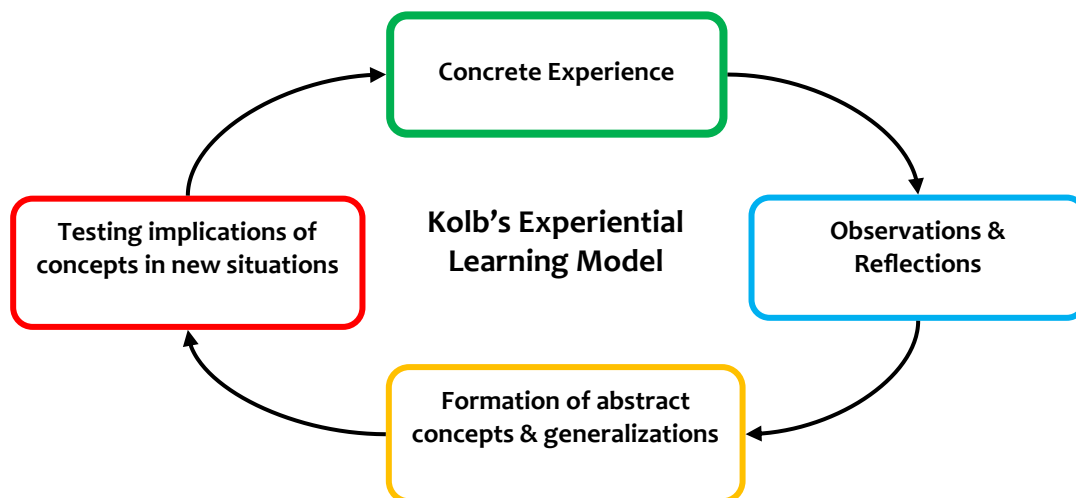 Concrete Experience
Testing implications of
concepts in new situations
Kolb’s Experiential
Learning Model
Observations &
Reflections
Formation of abstract
concepts & generalizations